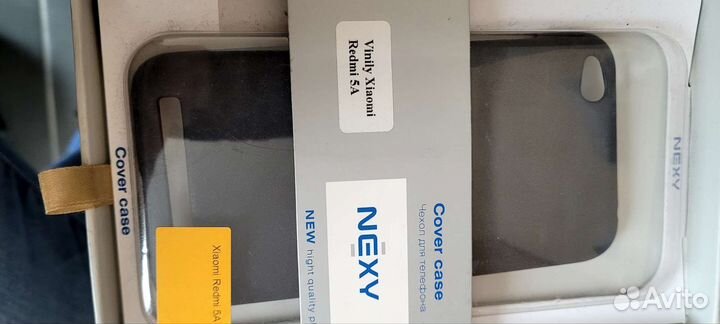 Cover case
Xiaomi Redmi 5A
Vinily Xiaomi
Redmi 5A
NEXY
NEW hight quality
Cover case
Чехол для телефона
NEXY
Avito